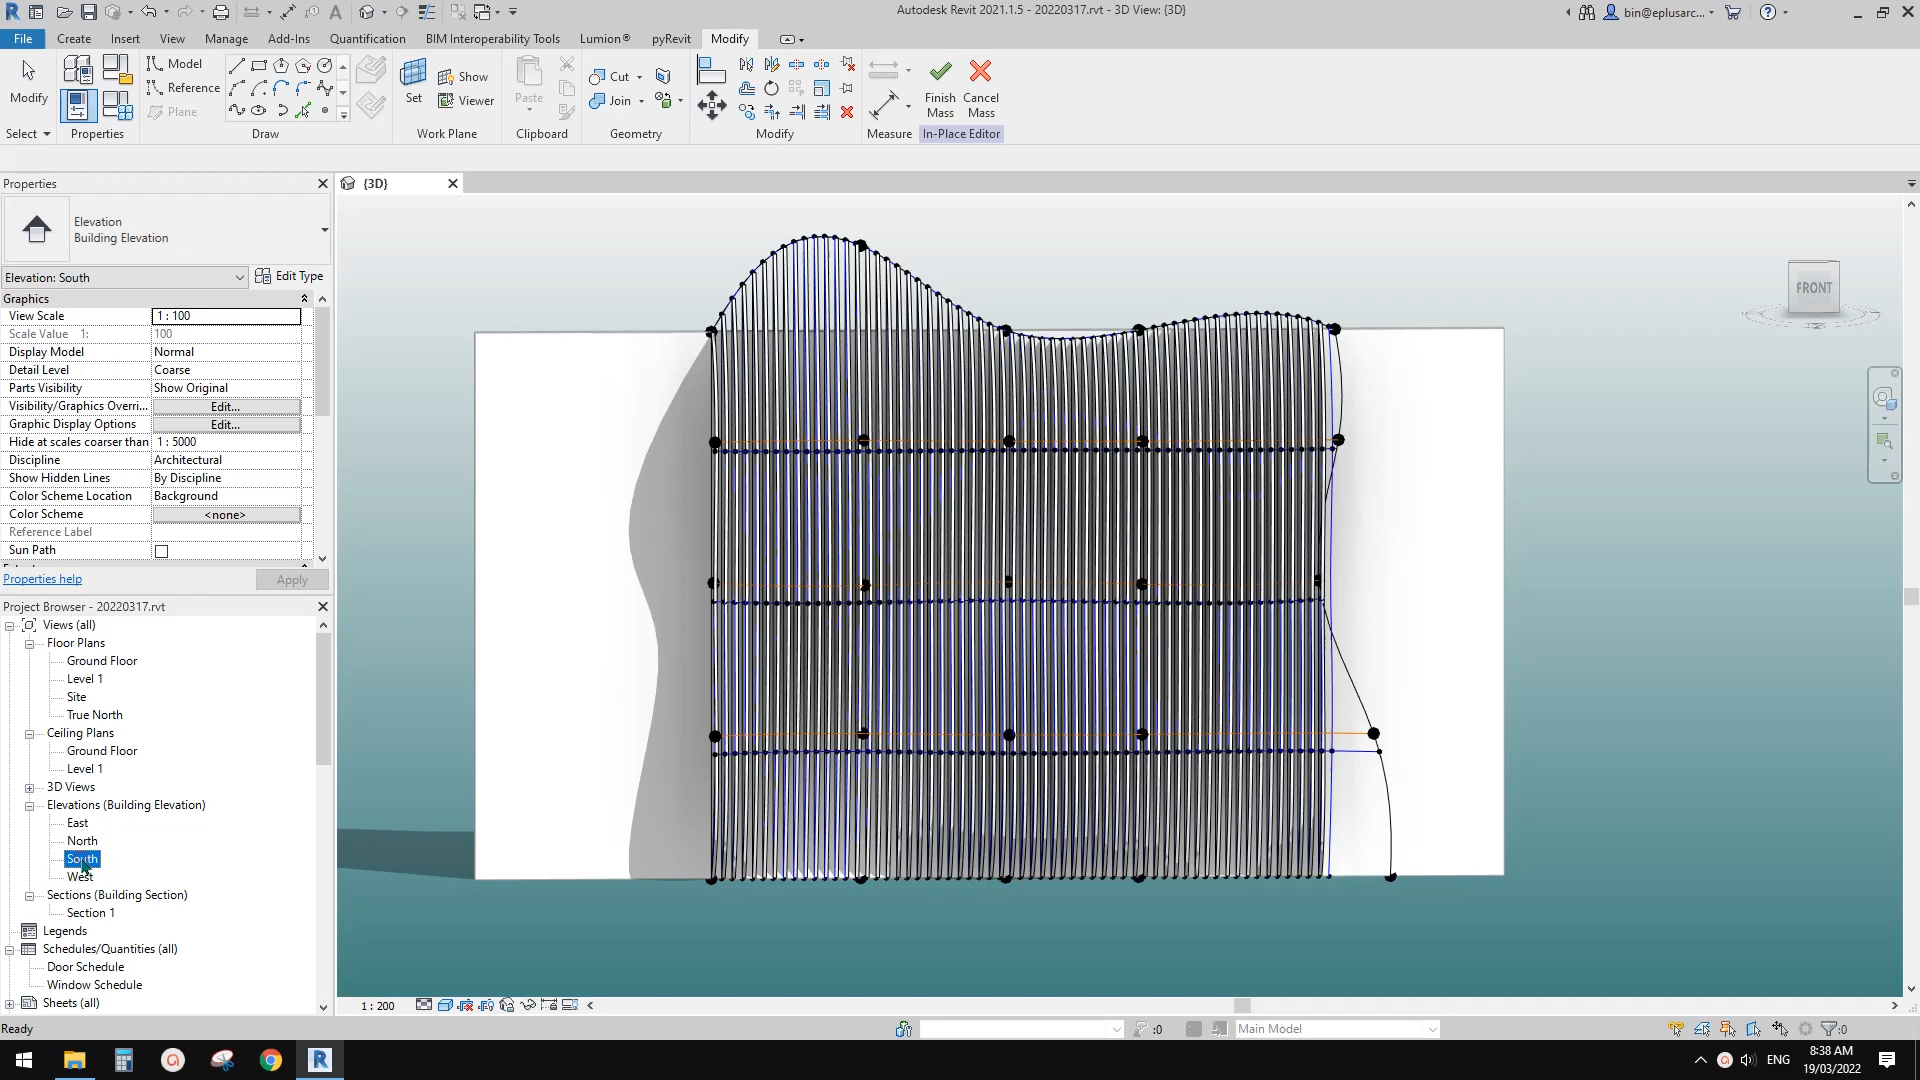 Autodesk Revit 2021.1.5 - 20220317.rvt - 3D View: {3D}
bin@eplusarc...
File Create Insert View Manage Add-Ins Quantification BIM Interoperability Tools Lumion® pyRevit Modify
Modify
Model
Reference
Plane
Set
Show
Viewer
Paste
Cut
Join
Finish Mass
Cancel Mass
Select Properties Draw Work Plane Clipboard Geometry Modify Measure In-Place Editor
Properties
{3D}
Elevation
Building Elevation
Elevation: South
Edit Type
Graphics
View Scale 1 : 100
Scale Value 1: 100
Display Model Normal
Detail Level Coarse
Parts Visibility Show Original
Visibility/Graphics Overri... Edit...
Graphic Display Options Edit...
Hide at scales coarser than 1 : 5000
Discipline Architectural
Show Hidden Lines By Discipline
Color Scheme Location Background
Color Scheme <none>
Reference Label
Sun Path
Properties help
Apply
Project Browser - 20220317.rvt
Views (all)
Floor Plans
Ground Floor
Level 1
Site
True North
Ceiling Plans
Ground Floor
Level 1
3D Views
Elevations (Building Elevation)
East
North
South
West
Sections (Building Section)
Section 1
Legends
Schedules/Quantities (all)
Door Schedule
Window Schedule
Sheets (all)
FRONT
1 : 200
Ready
:0
Main Model
:0
ENG
8:38 AM
19/03/2022